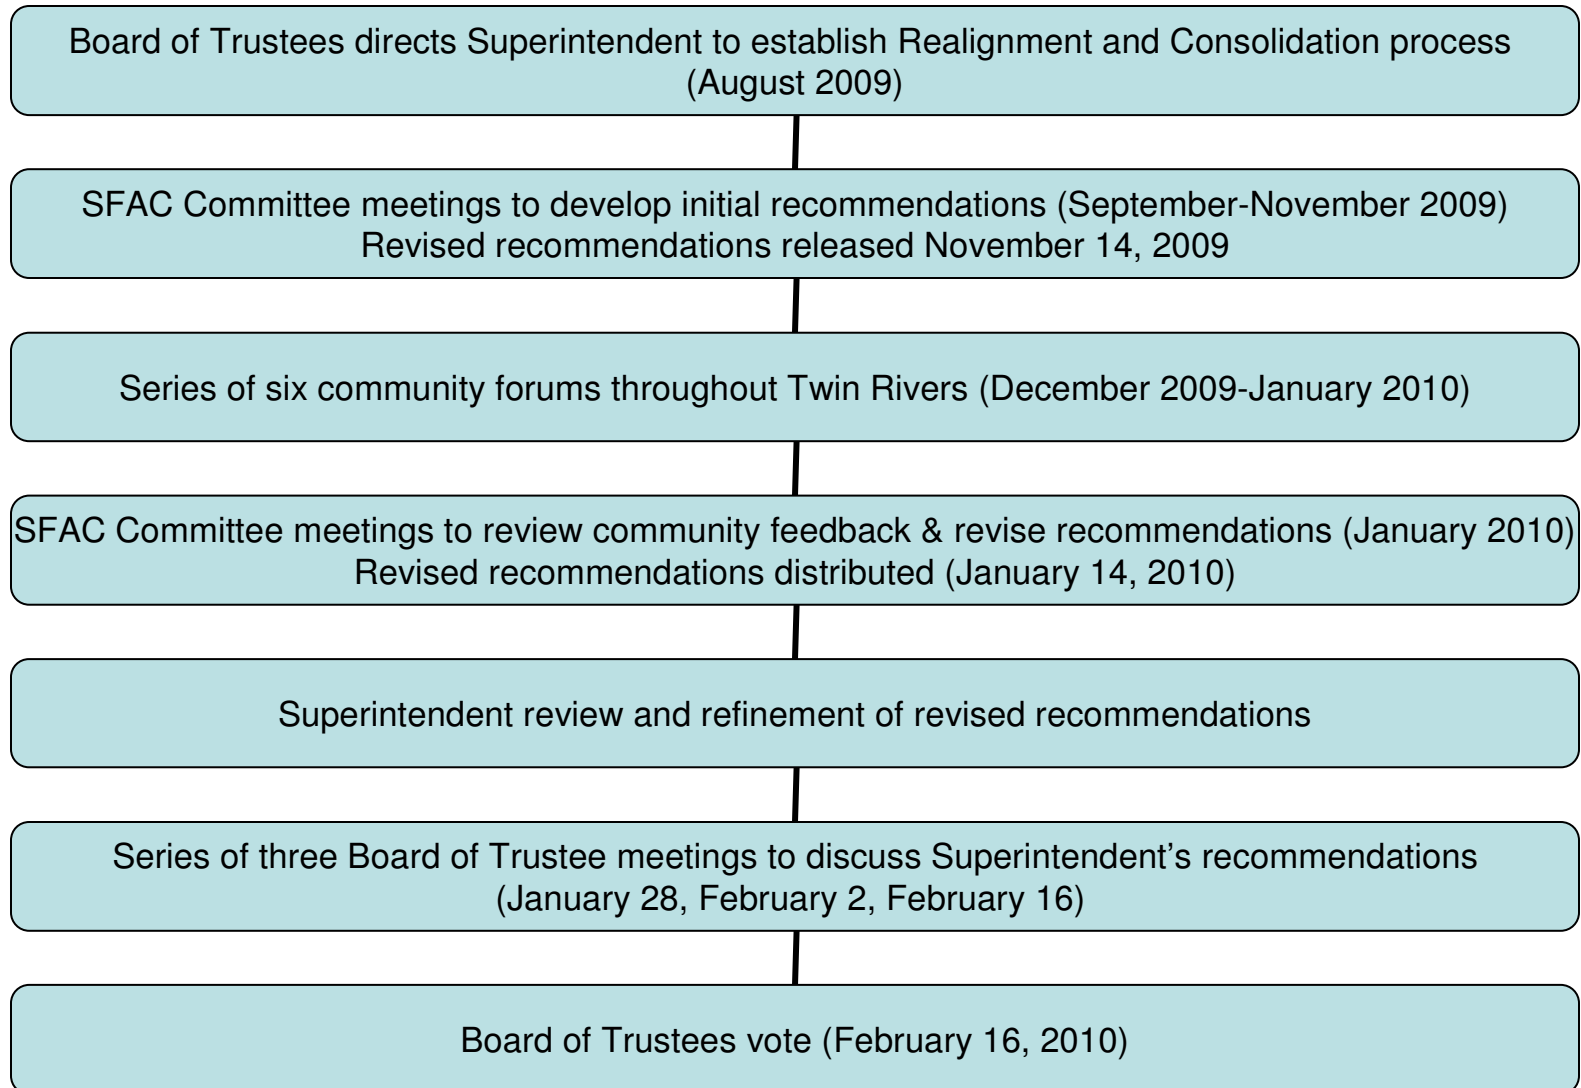 Board of Trustees directs Superintendent to establish Realignment and Consolidation process
(August 2009)
SFAC Committee meetings to develop initial recommendations (September-November 2009)
Revised recommendations released November 14, 2009
Series of six community forums throughout Twin Rivers (December 2009-January 2010)
SFAC Committee meetings to review community feedback & revise recommendations (January 2010)
Revised recommendations distributed (January 14, 2010)
Superintendent review and refinement of revised recommendations
Series of three Board of Trustee meetings to discuss Superintendent’s recommendations
(January 28, February 2, February 16)
Board of Trustees vote (February 16, 2010)